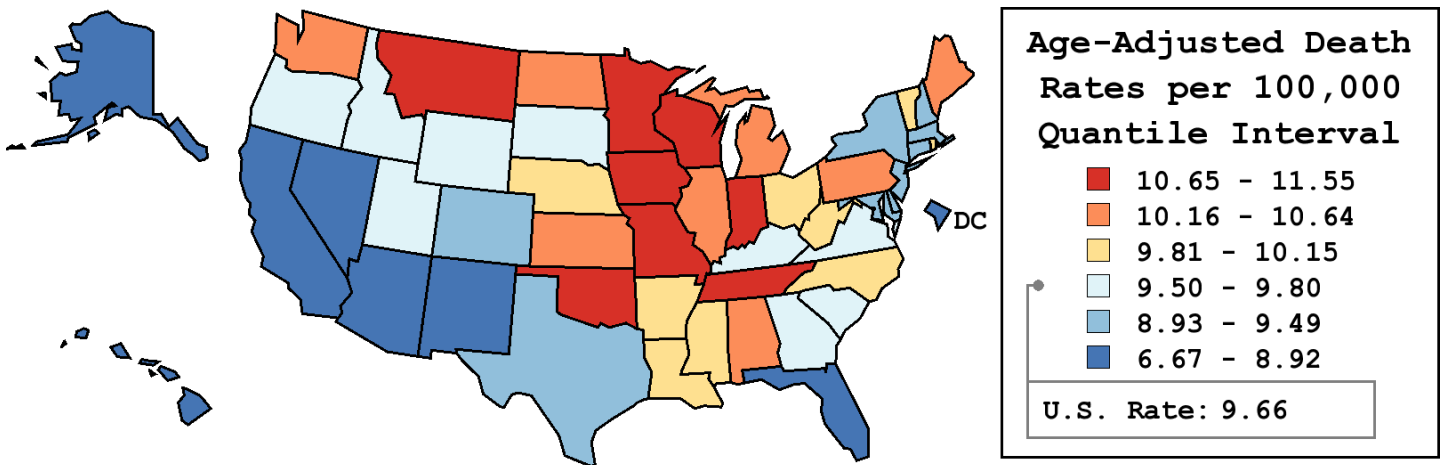 Age-Adjusted Death
Rates per 100,000
Quantile Interval
10.65 - 11.55
10.16 - 10.64
9.81 - 10.15
9.50 - 9.80
8.93 - 9.49
6.67 - 8.92
U.S. Rate: 9.66
DC